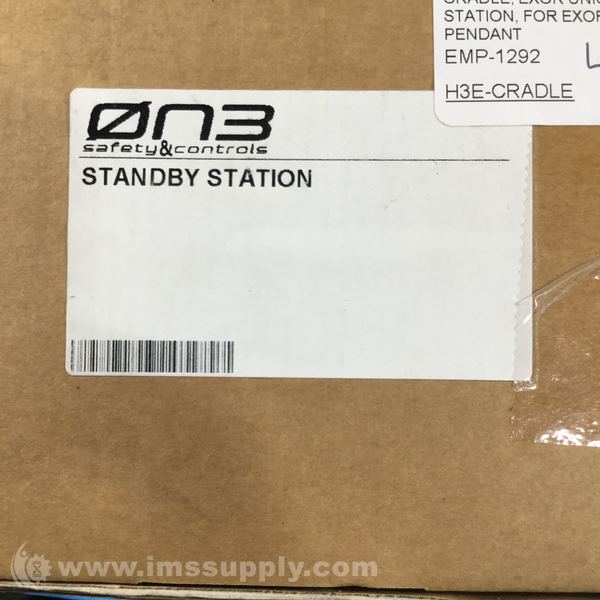 STATION, FOR EXOR
PENDANT
EMP-1292
H3E-CRADLE
ØN3
safety&controls
STANDBY STATION
www.imssupply.com